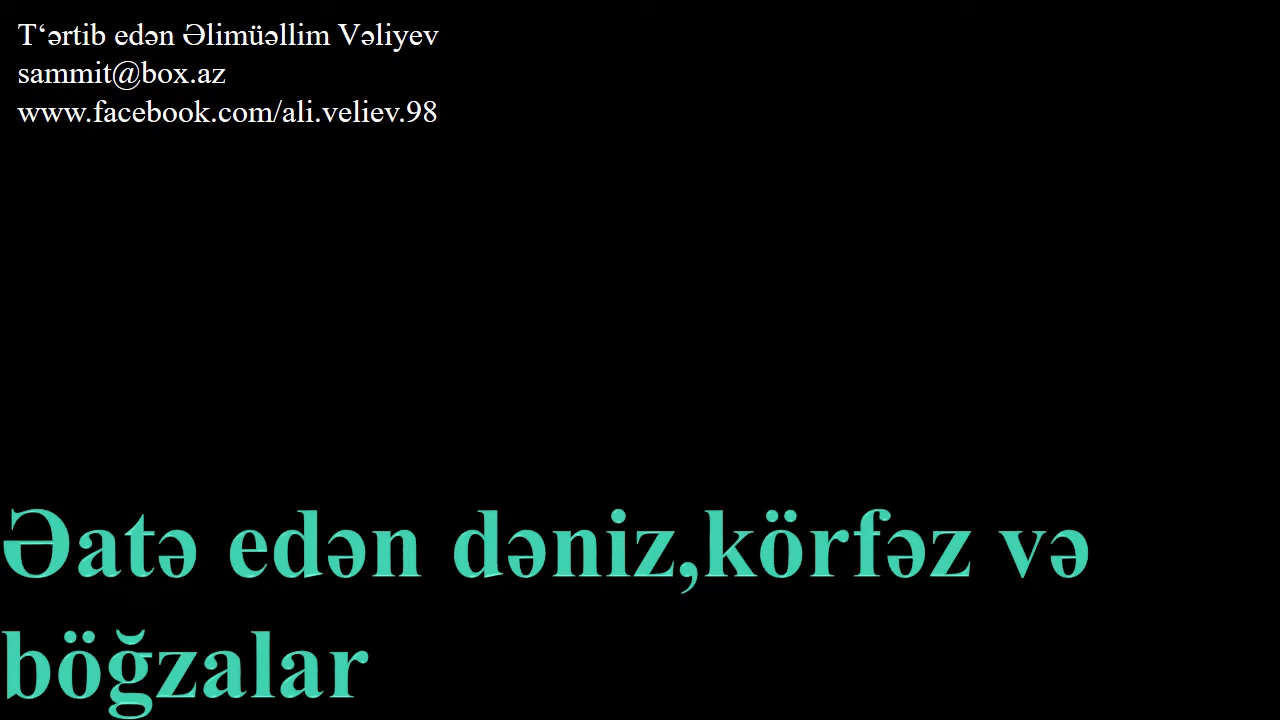 T‘ərtib edən Əlimüəllim Vəliyev
sammit@box.az
www.facebook.com/ali.veliev.98
Əatə edən dəniz,körfəz və
böğzalar